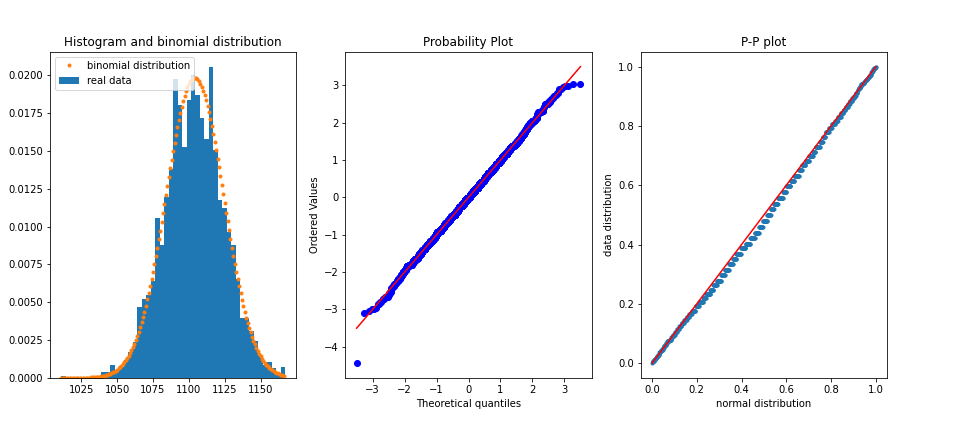 Histogram and binomial distribution
binomial distribution
real data
0.0200
0.0175
0.0150
0.0125
0.0100
0.0075
0.0050
0.0025
0.0000
1025 1050 1075 1100 1125 1150
Probability Plot
Ordered Values
3
2
1
0
−1
−2
−3
−4
−3 −2 −1 0 1 2 3
Theoretical quantiles
P-P plot
data distribution
1.0
0.8
0.6
0.4
0.2
0.0
0.0 0.2 0.4 0.6 0.8 1.0
normal distribution